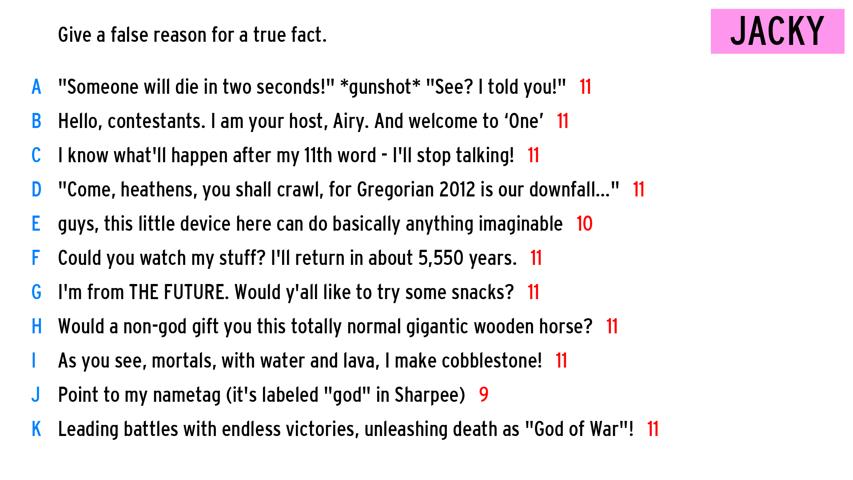 Give a false reason for a true fact.
JACKY
A "Someone will die in two seconds!" *gunshot* "See? I told you!" 11
B Hello, contestants. I am your host, Airy. And welcome to ‘One’ 11
C I know what'll happen after my 11th word - I'll stop talking! 11
D "Come, heathens, you shall crawl, for Gregorian 2012 is our downfall..." 11
E guys, this little device here can do basically anything imaginable 10
F Could you watch my stuff? I'll return in about 5,550 years. 11
G I'm from THE FUTURE. Would y'all like to try some snacks? 11
H Would a non-god gift you this totally normal gigantic wooden horse? 11
I As you see, mortals, with water and lava, I make cobblestone! 11
J Point to my nametag (it's labeled "god" in Sharpee) 9
K Leading battles with endless victories, unleashing death as "God of War"! 11